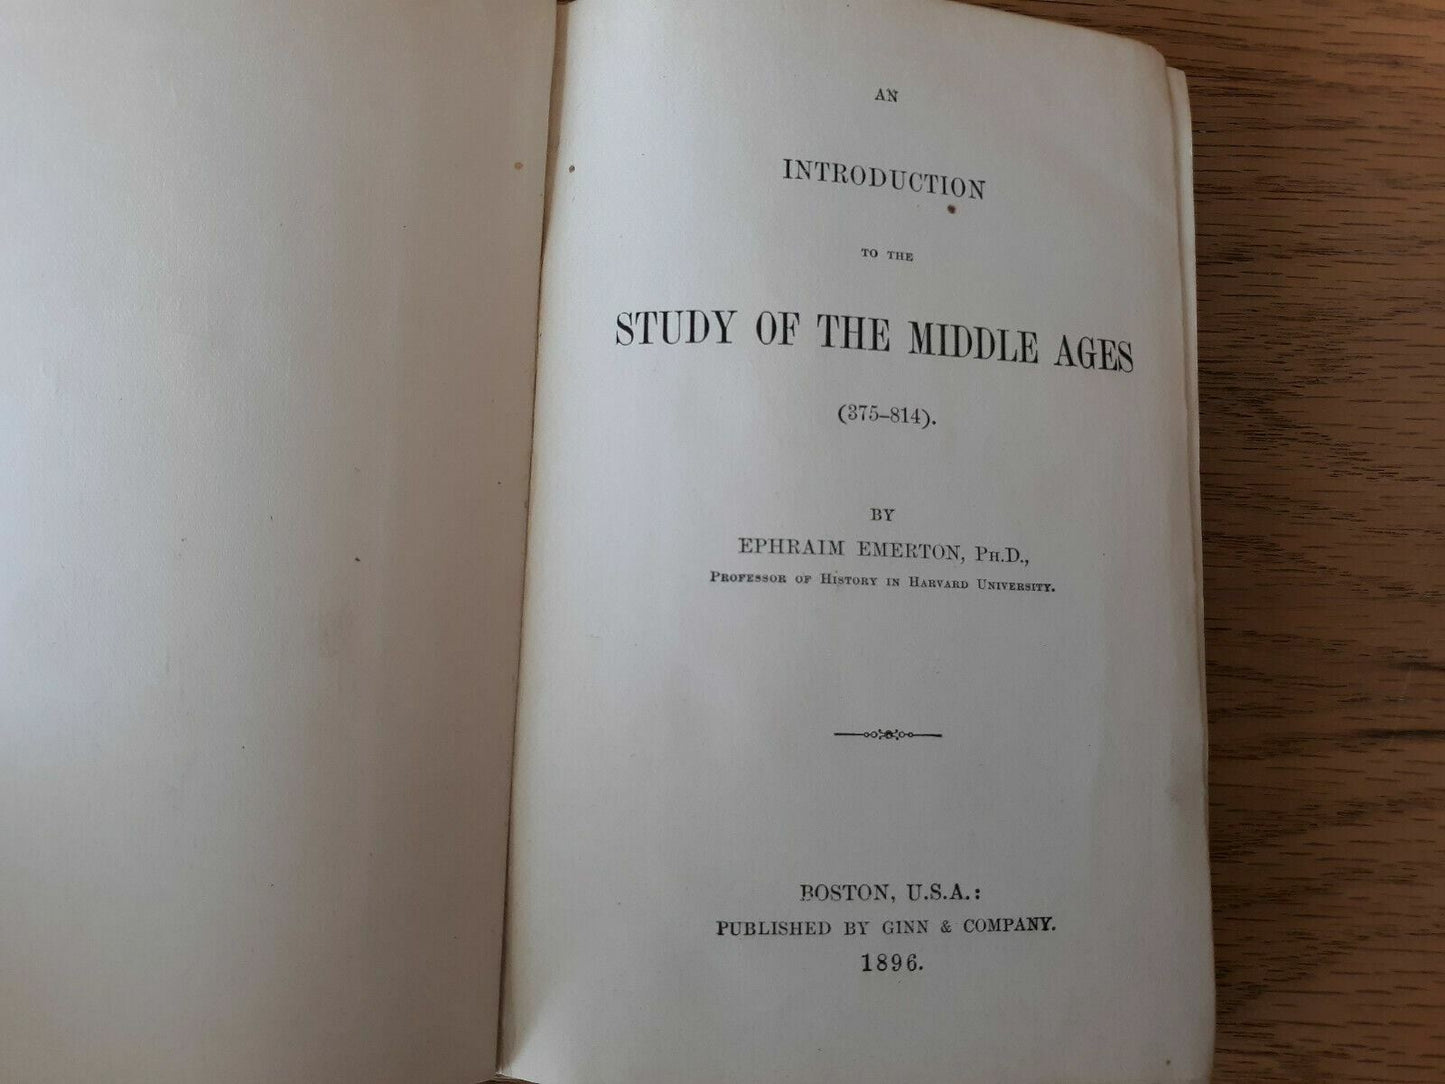 AN
INTRODUCTION
TO THE
STUDY OF THE MIDDLE AGES
(375–814).
BY
EPHRAIM EMERTON, PH.D.,
PROFESSOR OF HISTORY IN HARVARD UNIVERSITY.
BOSTON, U.S.A.:
PUBLISHED BY GINN & COMPANY.
1896.